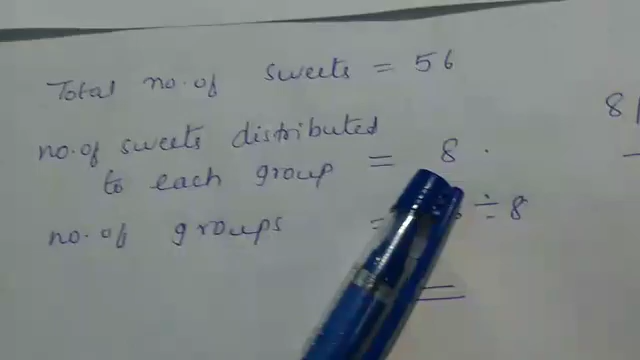 Total no. of sweets = 56
no. of sweets distributed
to each group = 8
no. of groups = ÷ 8
8